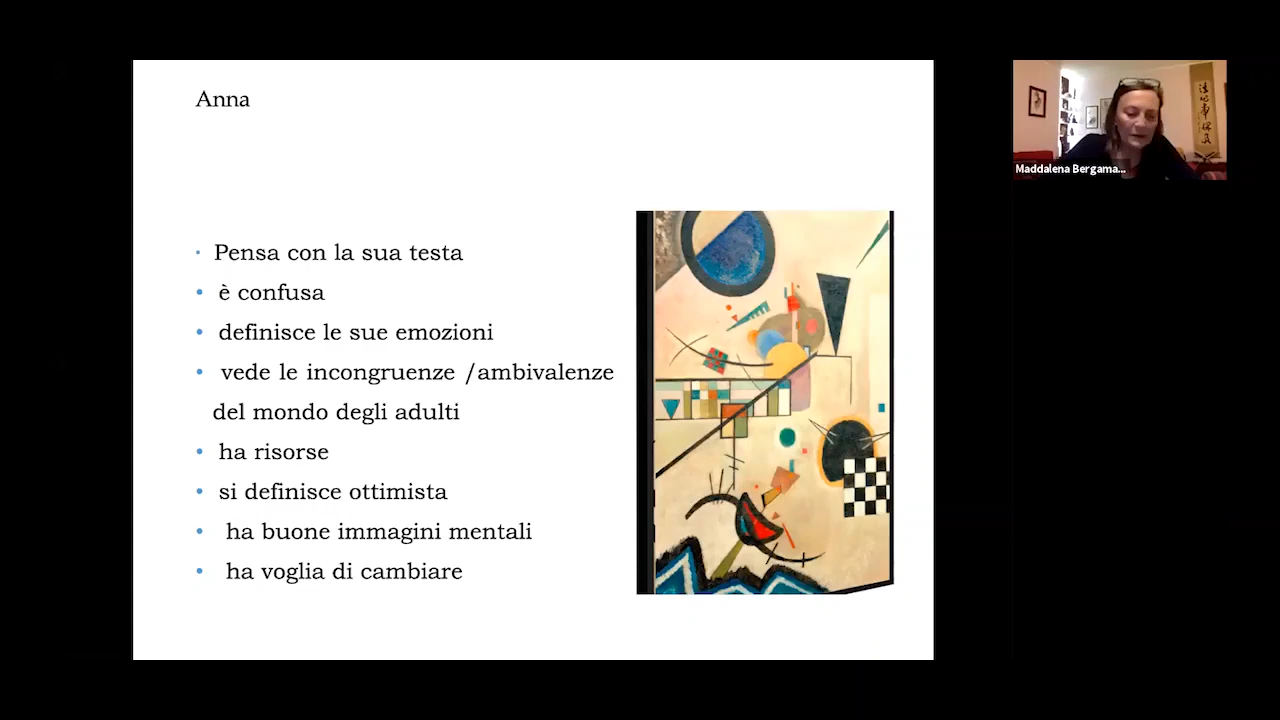 Anna
Pensa con la sua testa
è confusa
definisce le sue emozioni
vede le incongruenze /ambivalenze
del mondo degli adulti
ha risorse
si definisce ottimista
ha buone immagini mentali
ha voglia di cambiare
Maddalena Bergama...